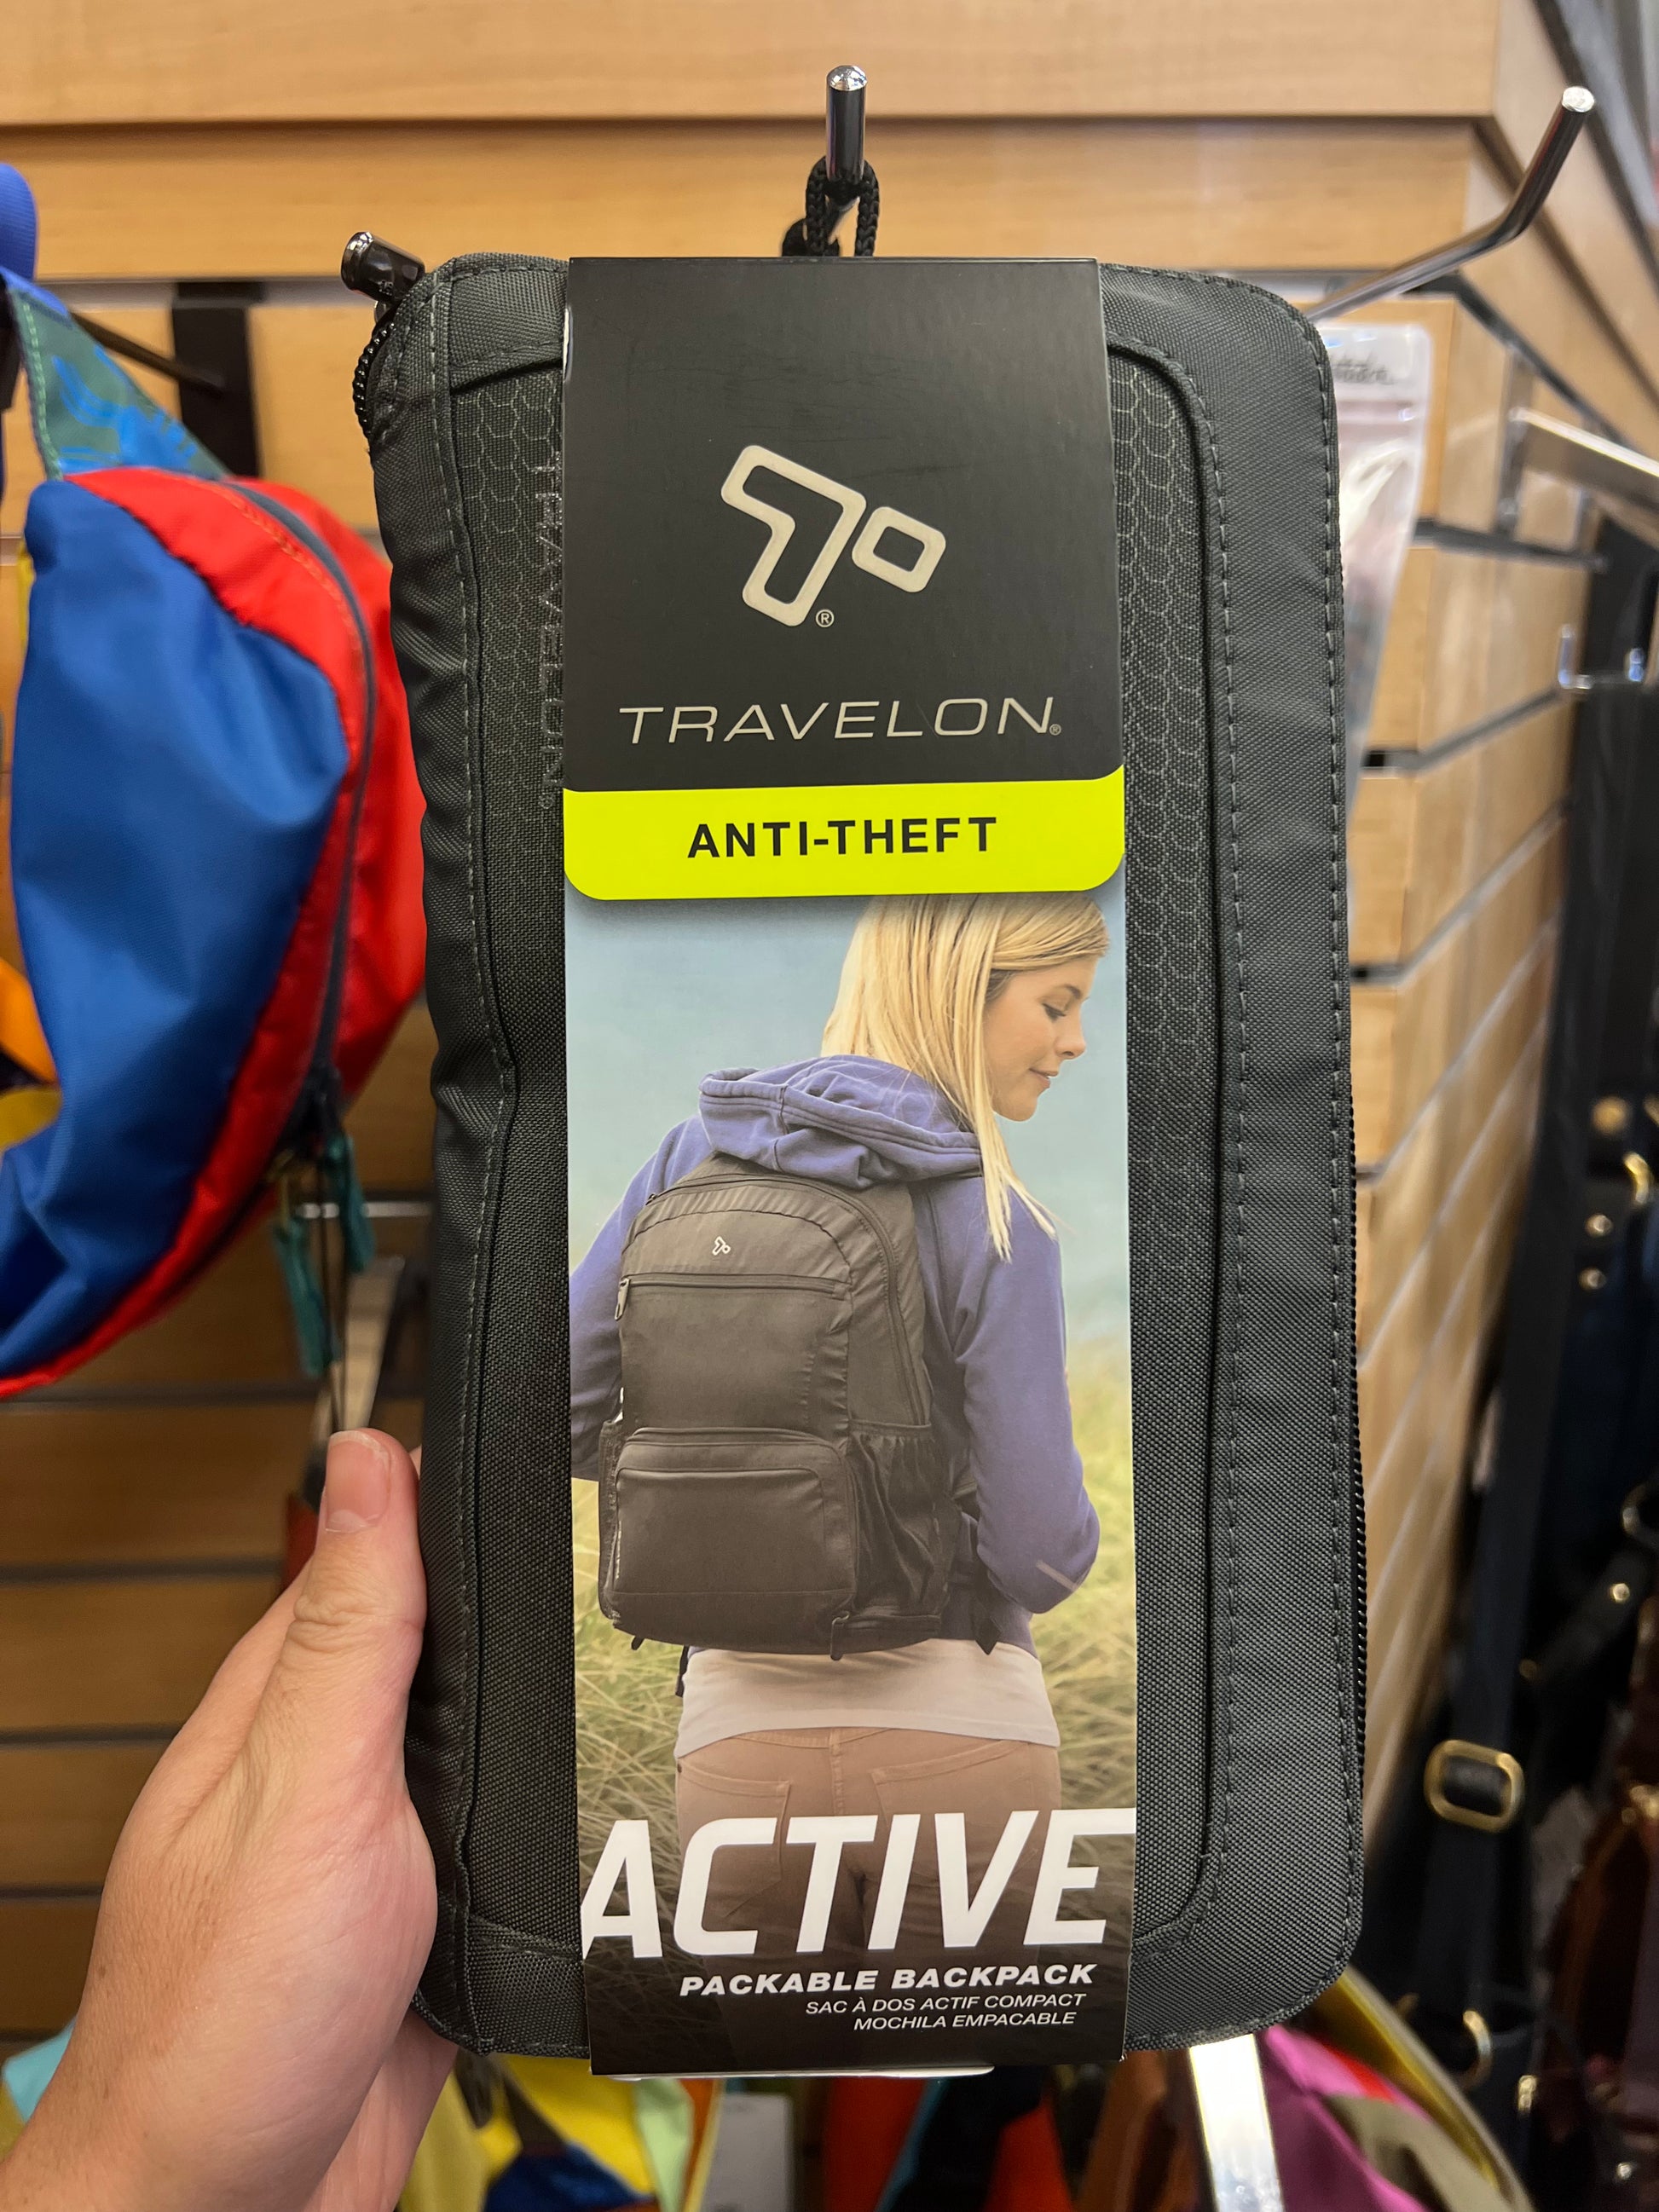 ®
TRAVELON®
ANTI-THEFT
TRAVELON®
ACTIVE
PACKABLE BACKPACK
SAC À DOS ACTIF COMPACT
MOCHILA EMPACABLE